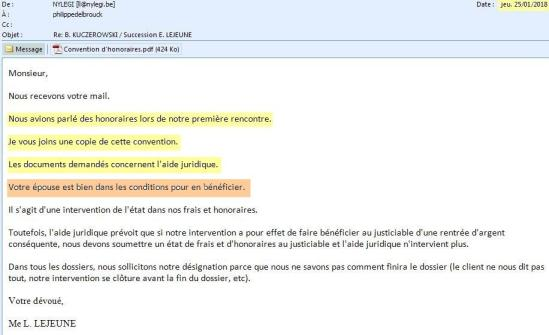 De : NYLEGI [ll@nylegi.be] Date : jeu. 25/01/2018
À : philippedelbrouck
Cc :
Objet : Re: B. KUCZEROWSKI / Succession E. LEJEUNE
Message Convention d'honoraires.pdf (424 Ko)
Monsieur,
Nous recevons votre mail.
Nous avions parlé des honoraires lors de notre première rencontre.
Je vous joins une copie de cette convention.
Les documents demandés concernent l'aide juridique.
Votre épouse est bien dans les conditions pour en bénéficier.
Il s'agit d'une intervention de l'état dans nos frais et honoraires.
Toutefois, l'aide juridique prévoit que si notre intervention a pour effet de faire bénéficier au justiciable d'une rentrée d'argent
conséquente, nous devons soumettre un état de frais et d'honoraires au justiciable et l'aide juridique n'intervient plus.
Dans tous les dossiers, nous sollicitons notre désignation parce que nous ne savons pas comment finira le dossier (le client ne nous dit pas
tout, notre intervention se clôture avant la fin du dossier, etc).
Votre dévoué,
Me L. LEJEUNE